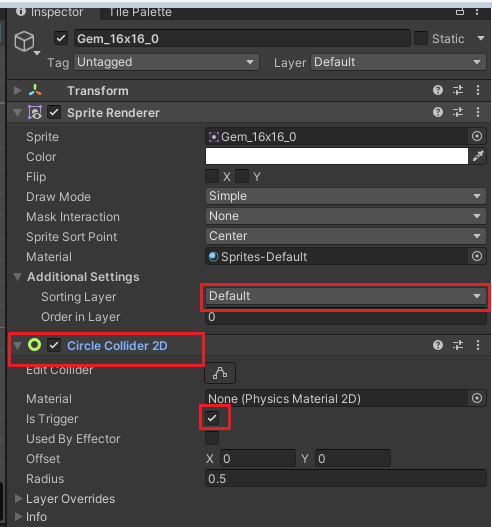 Inspector Tile Palette
Gem_16x16_0 Static
Tag Untagged Layer Default
Transform
Sprite Renderer
Sprite Gem_16x16_0
Color
Flip X Y
Draw Mode Simple
Mask Interaction None
Sprite Sort Point Center
Material Sprites-Default
Additional Settings
Sorting Layer Default
Order in Layer 0
Circle Collider 2D
Edit Collider
Material None (Physics Material 2D)
Is Trigger
Used By Effector
Offset X 0 Y 0
Radius 0.5
Layer Overrides
Info